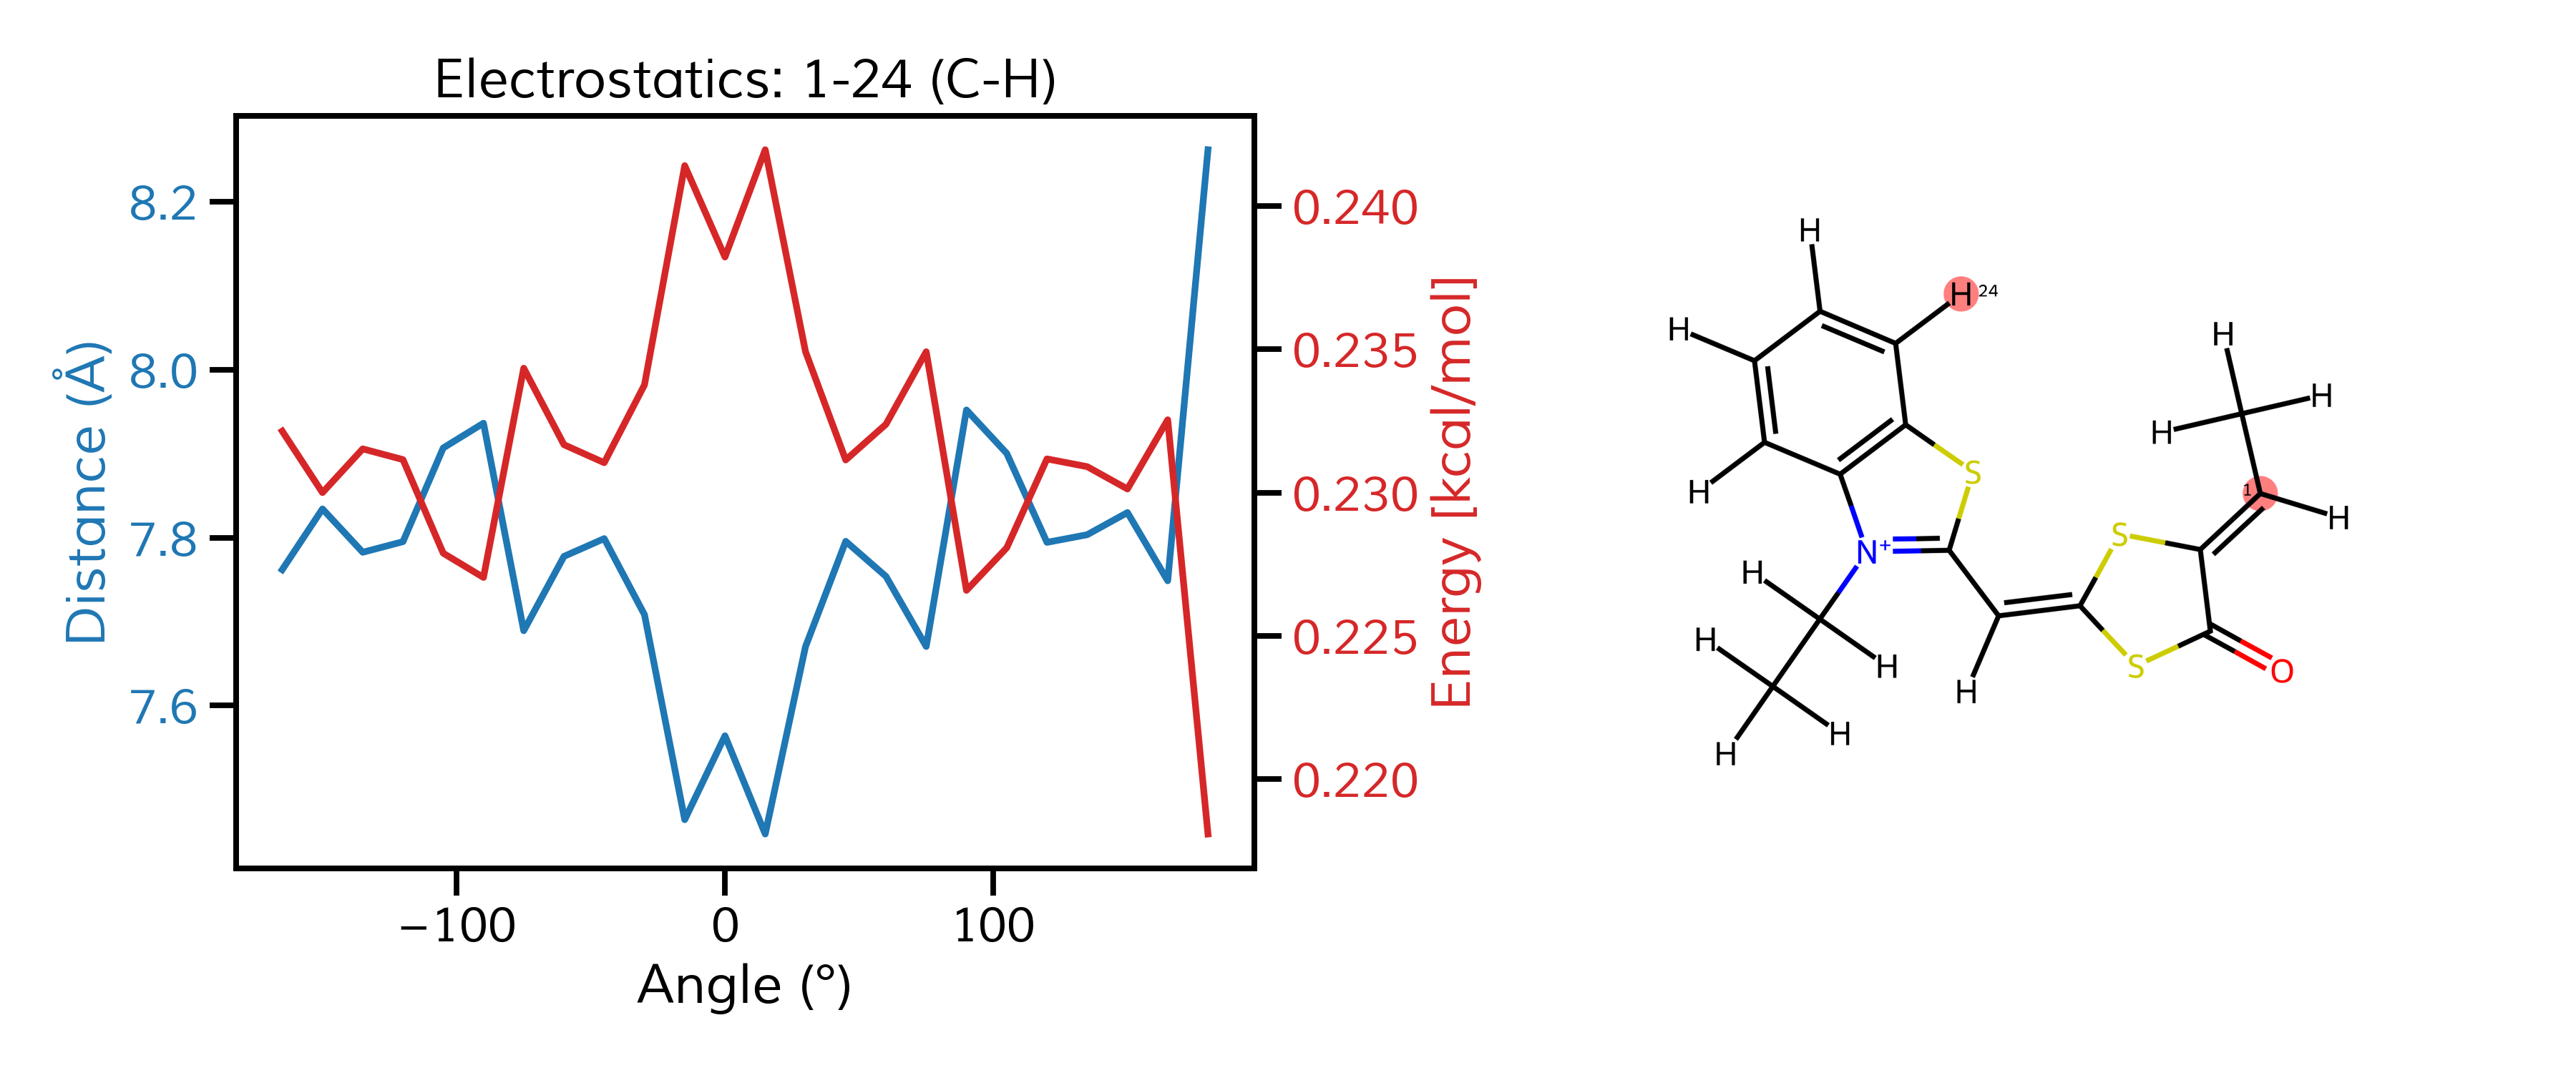 Electrostatics: 1-24 (C-H)
Distance (Å)
8.2
8.0
7.8
7.6
0.240
0.235
0.230
0.225
0.220
Energy [kcal/mol]
−100 0 100
Angle (°)
H
H 24
H
H
H
H
H
S
1
H
H
S
N+
H
H
H
H
S
O
H
H
H